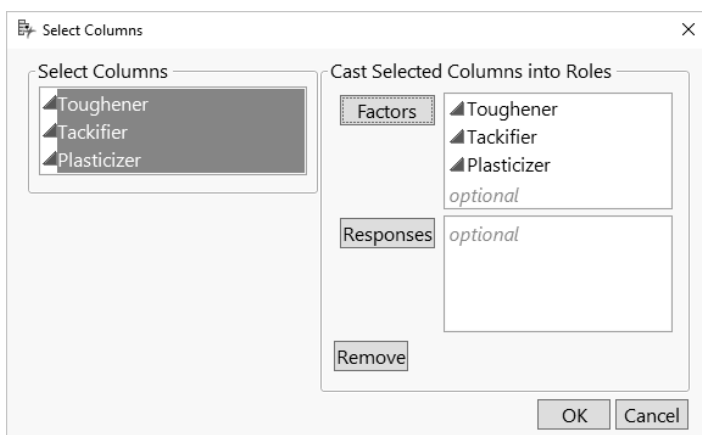 Select Columns
Select Columns
Toughener
Tackifier
Plasticizer
Cast Selected Columns into Roles
Factors
Toughener
Tackifier
Plasticizer
optional
Responses
optional
Remove
OK
Cancel